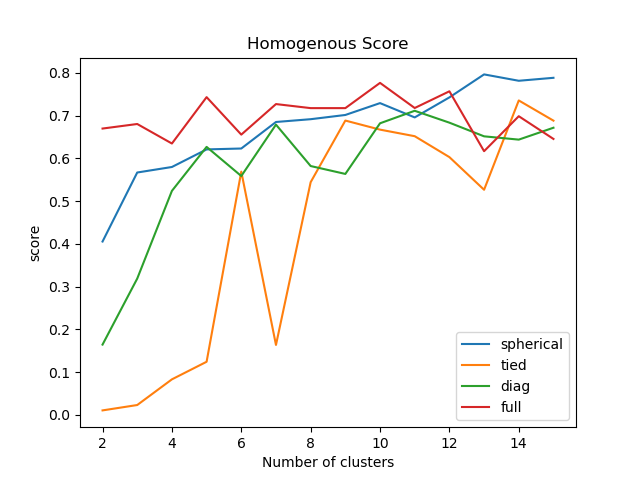 Homogenous Score
score
0.8
0.7
0.6
0.5
0.4
0.3
0.2
0.1
0.0
spherical
tied
diag
full
2 4 6 8 10 12 14
Number of clusters